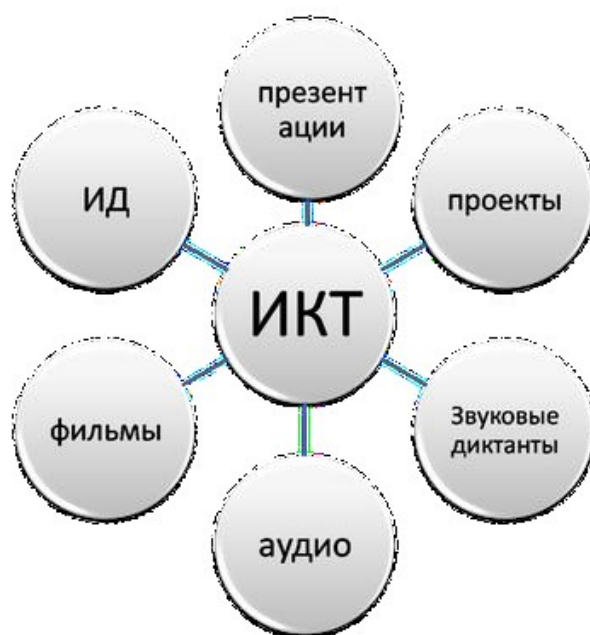 презент
ации
ИД
проекты
ИКТ
фильмы
Звуковые
диктанты
аудио